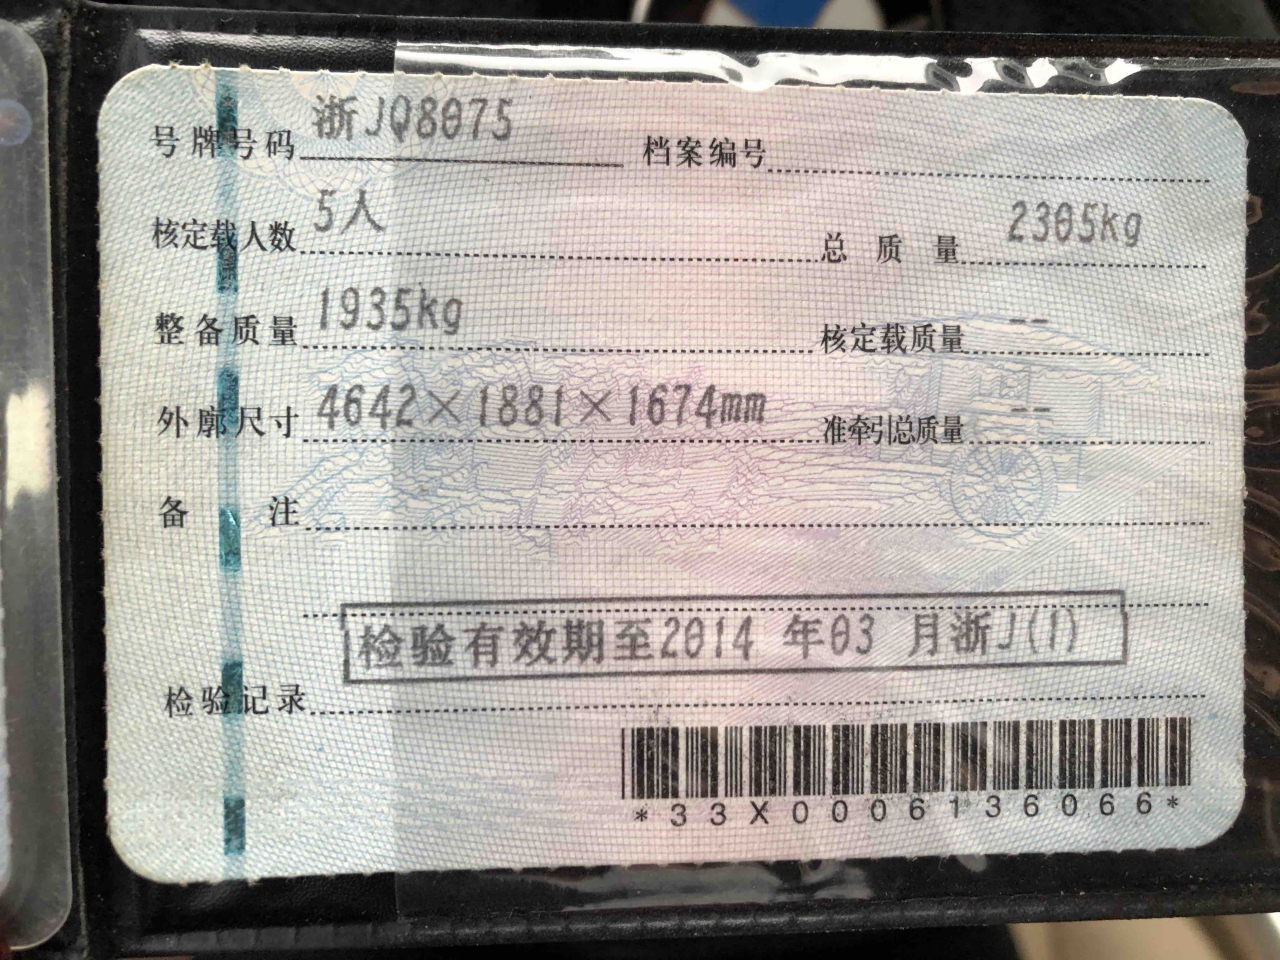 号牌号码 浙JQ8075 档案编号
核定载人数 5人 总质量 2305kg
整备质量 1935kg 核定载质量 --
外廓尺寸 4642×1881×1674mm 准牵引总质量 --
备注
检验有效期至2014 年03 月浙J(1)
检验记录
*33X0006136066*